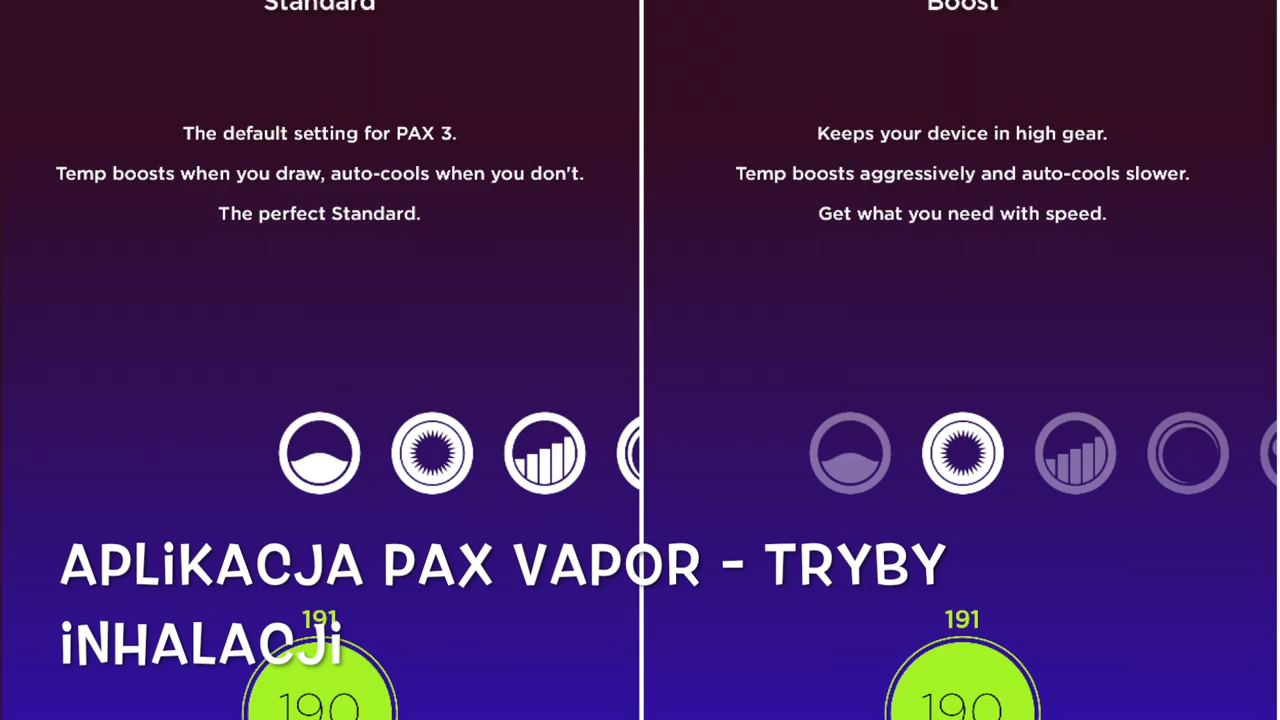 Standard
The default setting for PAX 3.
Temp boosts when you draw, auto-cools when you don't.
The perfect Standard.
191
190
Boost
Keeps your device in high gear.
Temp boosts aggressively and auto-cools slower.
Get what you need with speed.
191
190
APLiKACJA PAX VAPOR - TRYBY
iNHALACJi